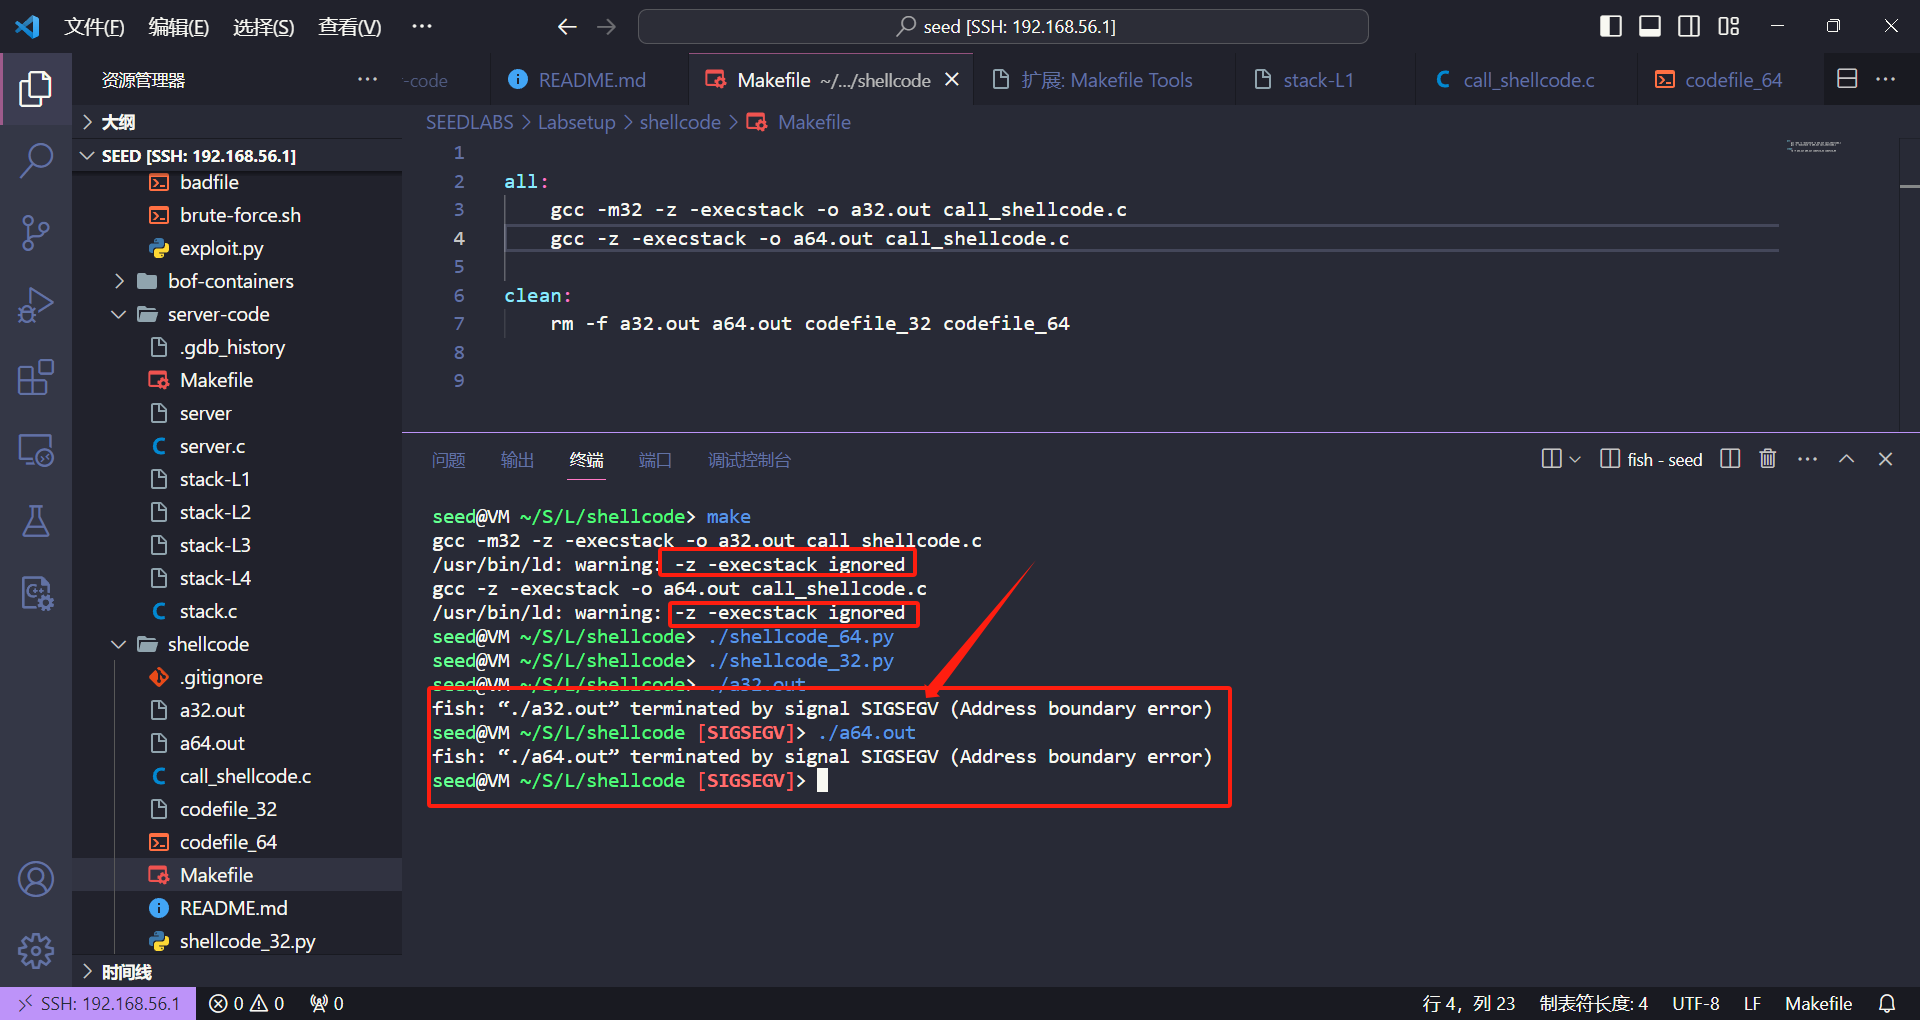 文件(F) 编辑(E) 选择(S) 查看(V) ··· seed [SSH: 192.168.56.1]
资源管理器 ···
-code README.md Makefile ~/.../shellcode 扩展: Makefile Tools stack-L1 call_shellcode.c codefile_64 ···
大纲
SEED [SSH: 192.168.56.1]
badfile
brute-force.sh
exploit.py
bof-containers
server-code
.gdb_history
Makefile
server
server.c
stack-L1
stack-L2
stack-L3
stack-L4
stack.c
shellcode
.gitignore
a32.out
a64.out
call_shellcode.c
codefile_32
codefile_64
Makefile
README.md
shellcode_32.py
时间线
SEEDLABS > Labsetup > shellcode > Makefile
1
2 all:
3 gcc -m32 -z -execstack -o a32.out call_shellcode.c
4 gcc -z -execstack -o a64.out call_shellcode.c
5
6 clean:
7 rm -f a32.out a64.out codefile_32 codefile_64
8
9
问题 输出 终端 端口 调试控制台 fish - seed ···
seed@VM ~/S/L/shellcode> make
gcc -m32 -z -execstack -o a32.out call_shellcode.c
/usr/bin/ld: warning: -z -execstack ignored
gcc -z -execstack -o a64.out call_shellcode.c
/usr/bin/ld: warning: -z -execstack ignored
seed@VM ~/S/L/shellcode> ./shellcode_64.py
seed@VM ~/S/L/shellcode> ./shellcode_32.py
seed@VM ~/S/L/shellcode> ./a32.out
fish: “./a32.out” terminated by signal SIGSEGV (Address boundary error)
seed@VM ~/S/L/shellcode [SIGSEGV]> ./a64.out
fish: “./a64.out” terminated by signal SIGSEGV (Address boundary error)
seed@VM ~/S/L/shellcode [SIGSEGV]>
SSH: 192.168.56.1 0 0 0 行 4，列 23 制表符长度: 4 UTF-8 LF Makefile